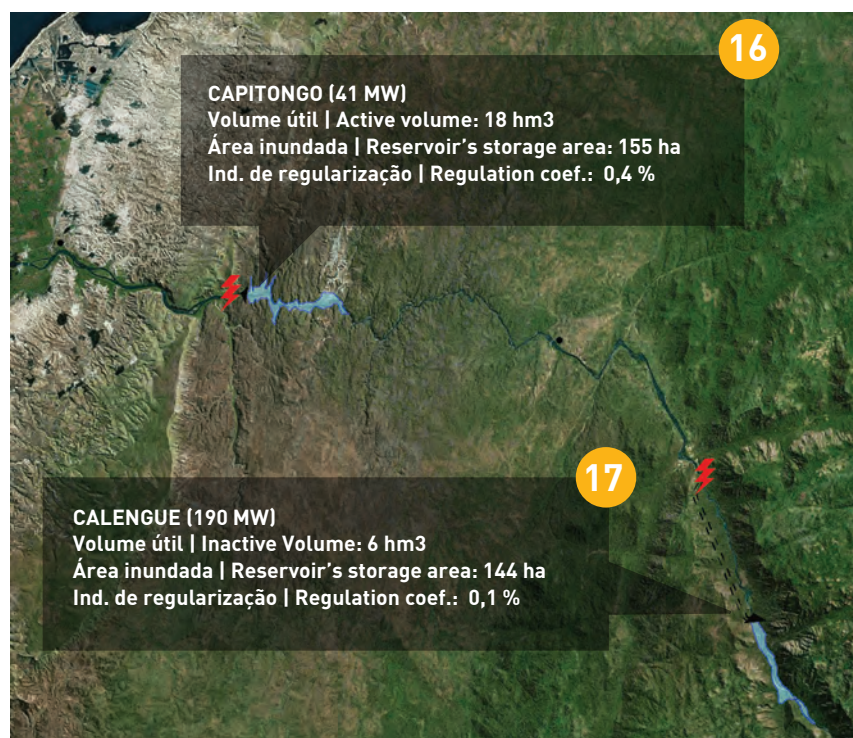 16
CAPITONGO (41 MW)
Volume útil | Active volume: 18 hm3
Área inundada | Reservoir's storage area: 155 ha
Ind. de regularização | Regulation coef.: 0,4 %
17
CALENGUE (190 MW)
Volume útil | Inactive Volume: 6 hm3
Área inundada | Reservoir's storage area: 144 ha
Ind. de regularização | Regulation coef.: 0,1 %